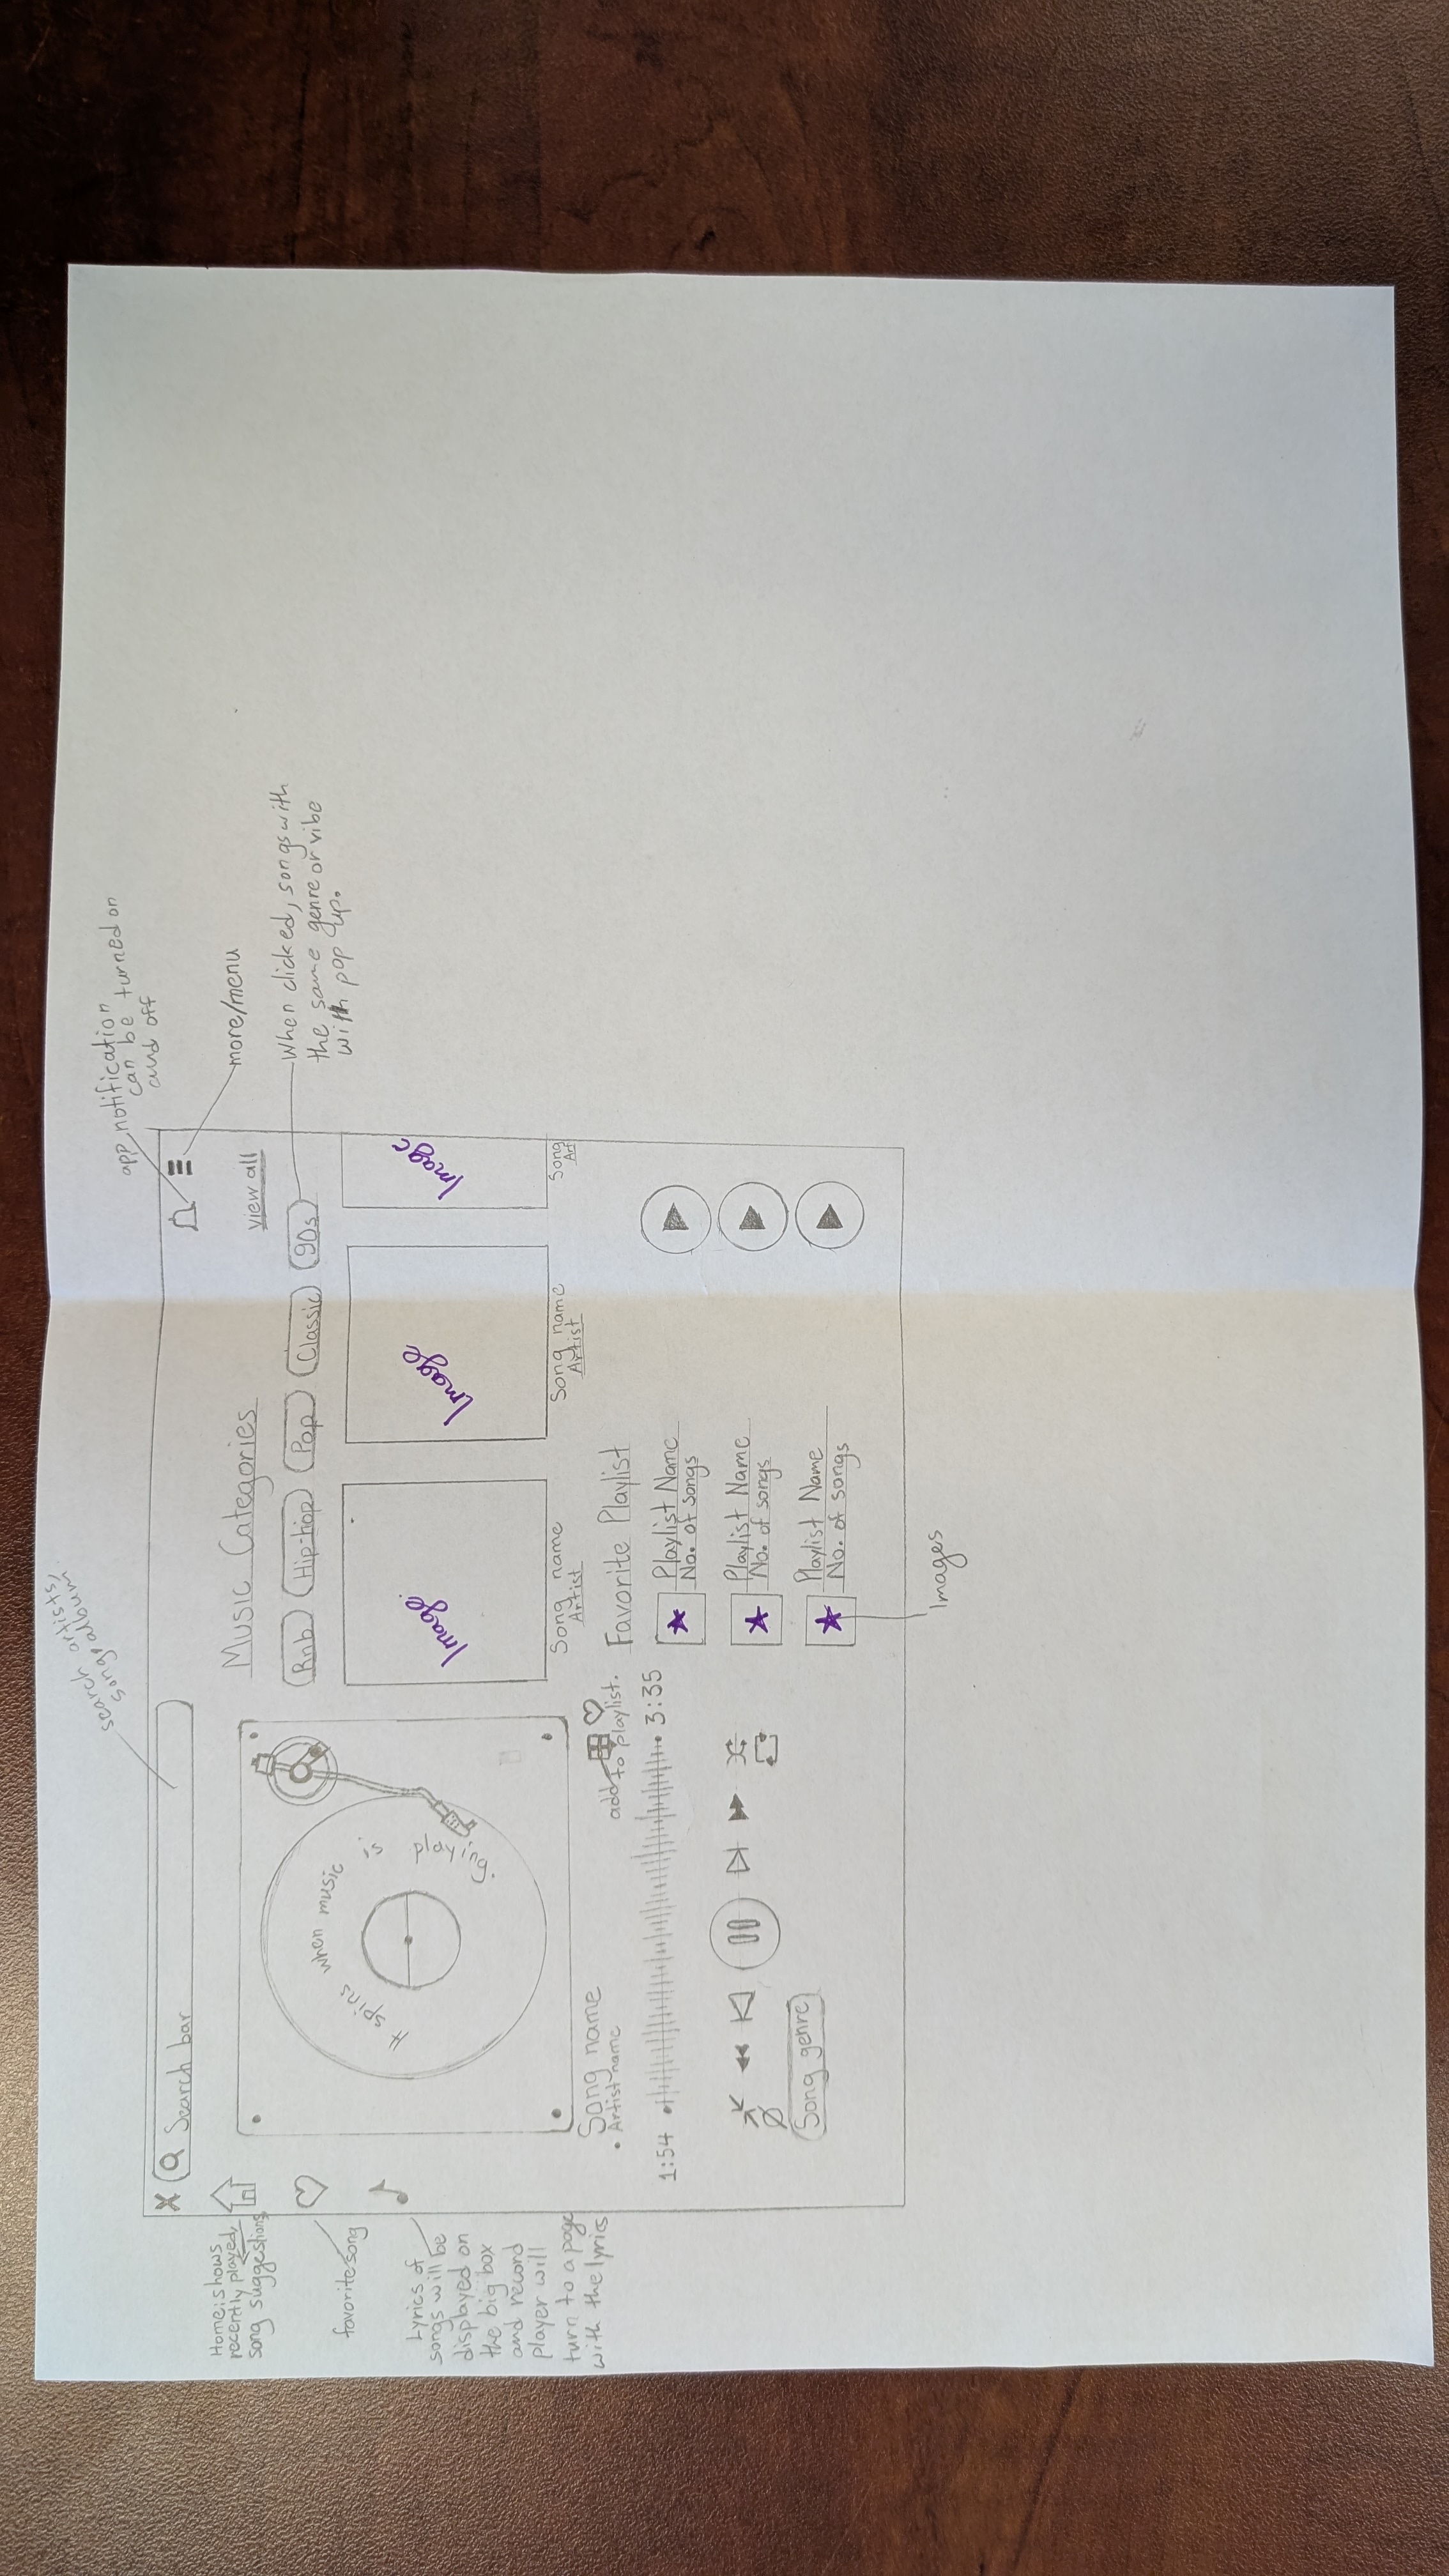 search artists,
song, album
app notification
can be turned on
and off
X
Search bar
more/menu
Home: shows
recently played,
song suggestions
favorite song
Lyrics of
songs will be
displayed on
the big box
and record
player will
turn to a page
with the lyrics
It spins when music is playing
Song name
Artist name
add to playlist.
1:54
3:35
Song genre
Music Categories
View all
Rnb
Hip-hop
Pop
Classic
90s
When clicked, songs with
the same genre or vibe
with pop up.
Image
Image
Image
Song name
Artist
Song name
Artist
Song
Art
Favorite Playlist
Playlist Name
No. of songs
Playlist Name
No. of songs
Playlist Name
No. of songs
Images